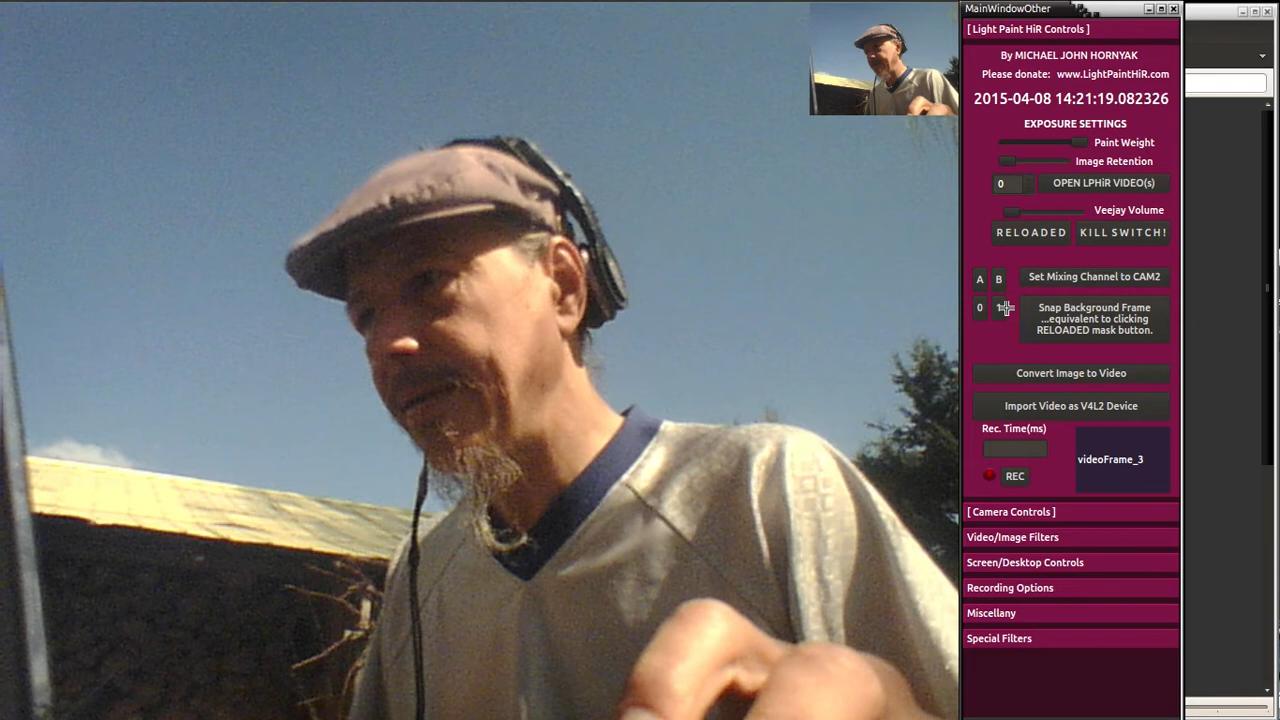 MainWindowOther
[ Light Paint HiR Controls ]
By MICHAEL JOHN HORNYAK
Please donate: www.LightPaintHiR.com
2015-04-08 14:21:19.082326
EXPOSURE SETTINGS
Paint Weight
Image Retention
0
OPEN LPHiR VIDEO(s)
Veejay Volume
R E L O A D E D
K I L L S W I T C H !
A B
Set Mixing Channel to CAM2
0 1
Snap Background Frame
...equivalent to clicking
RELOADED mask button.
Convert Image to Video
Import Video as V4L2 Device
Rec. Time(ms)
videoFrame_3
REC
[ Camera Controls ]
Video/Image Filters
Screen/Desktop Controls
Recording Options
Miscellany
Special Filters